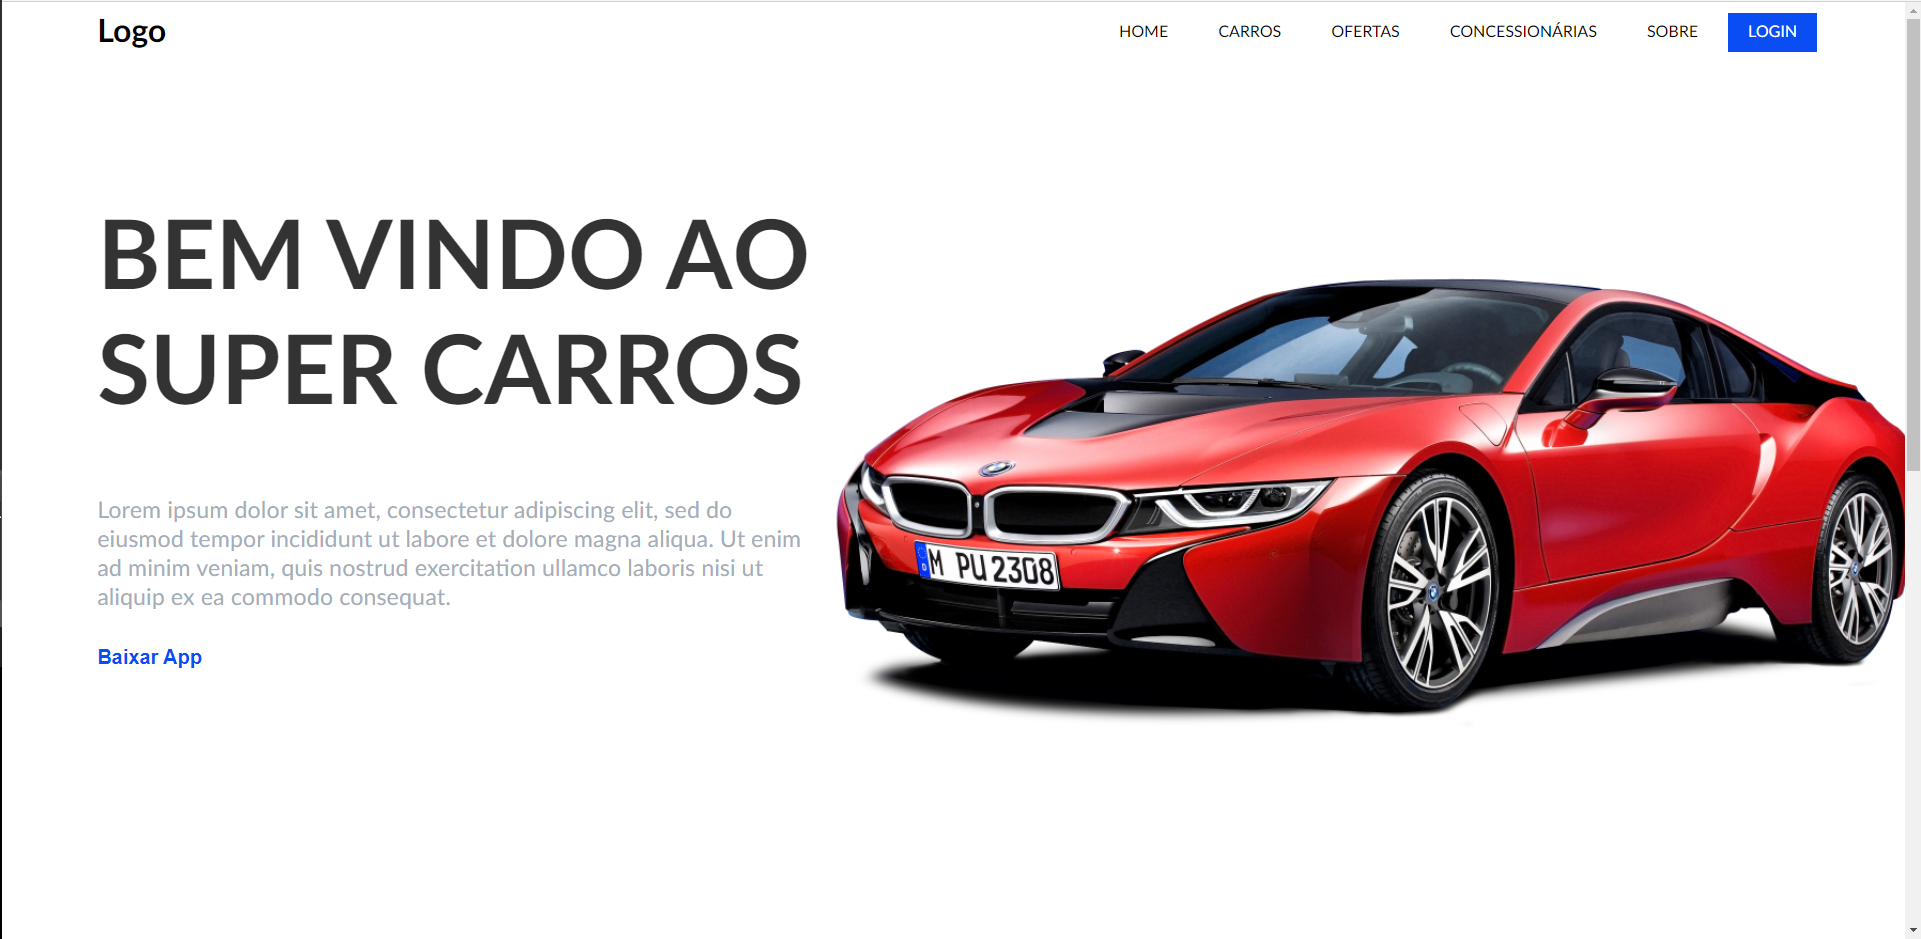 Logo
HOME CARROS OFERTAS CONCESSIONÁRIAS SOBRE LOGIN
BEM VINDO AO
SUPER CARROS
Lorem ipsum dolor sit amet, consectetur adipiscing elit, sed do
eiusmod tempor incididunt ut labore et dolore magna aliqua. Ut enim
ad minim veniam, quis nostrud exercitation ullamco laboris nisi ut
aliquip ex ea commodo consequat.
Baixar App
M PU 2308